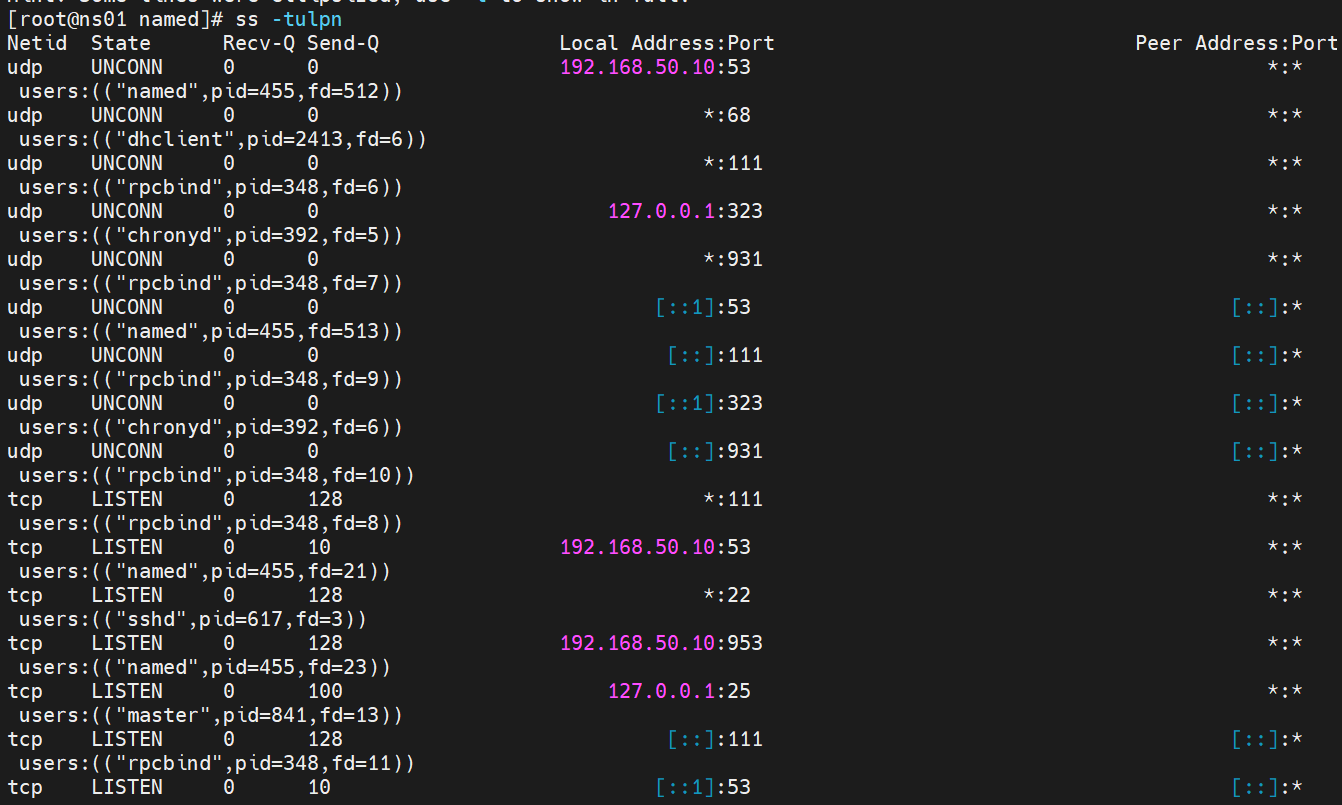 [root@ns01 named]# ss -tulpn
Netid  State      Recv-Q Send-Q               Local Address:Port                              Peer Address:Port
udp    UNCONN     0      0                    192.168.50.10:53                                           *:*
 users:(("named",pid=455,fd=512))
udp    UNCONN     0      0                                *:68                                           *:*
 users:(("dhclient",pid=2413,fd=6))
udp    UNCONN     0      0                                *:111                                          *:*
 users:(("rpcbind",pid=348,fd=6))
udp    UNCONN     0      0                        127.0.0.1:323                                          *:*
 users:(("chronyd",pid=392,fd=5))
udp    UNCONN     0      0                                *:931                                          *:*
 users:(("rpcbind",pid=348,fd=7))
udp    UNCONN     0      0                            [::1]:53                                        [::]:*
 users:(("named",pid=455,fd=513))
udp    UNCONN     0      0                             [::]:111                                       [::]:*
 users:(("rpcbind",pid=348,fd=9))
udp    UNCONN     0      0                            [::1]:323                                       [::]:*
 users:(("chronyd",pid=392,fd=6))
udp    UNCONN     0      0                             [::]:931                                       [::]:*
 users:(("rpcbind",pid=348,fd=10))
tcp    LISTEN     0      128                              *:111                                          *:*
 users:(("rpcbind",pid=348,fd=8))
tcp    LISTEN     0      10                   192.168.50.10:53                                           *:*
 users:(("named",pid=455,fd=21))
tcp    LISTEN     0      128                              *:22                                           *:*
 users:(("sshd",pid=617,fd=3))
tcp    LISTEN     0      128                  192.168.50.10:953                                          *:*
 users:(("named",pid=455,fd=23))
tcp    LISTEN     0      100                      127.0.0.1:25                                           *:*
 users:(("master",pid=841,fd=13))
tcp    LISTEN     0      128                           [::]:111                                       [::]:*
 users:(("rpcbind",pid=348,fd=11))
tcp    LISTEN     0      10                           [::1]:53                                        [::]:*